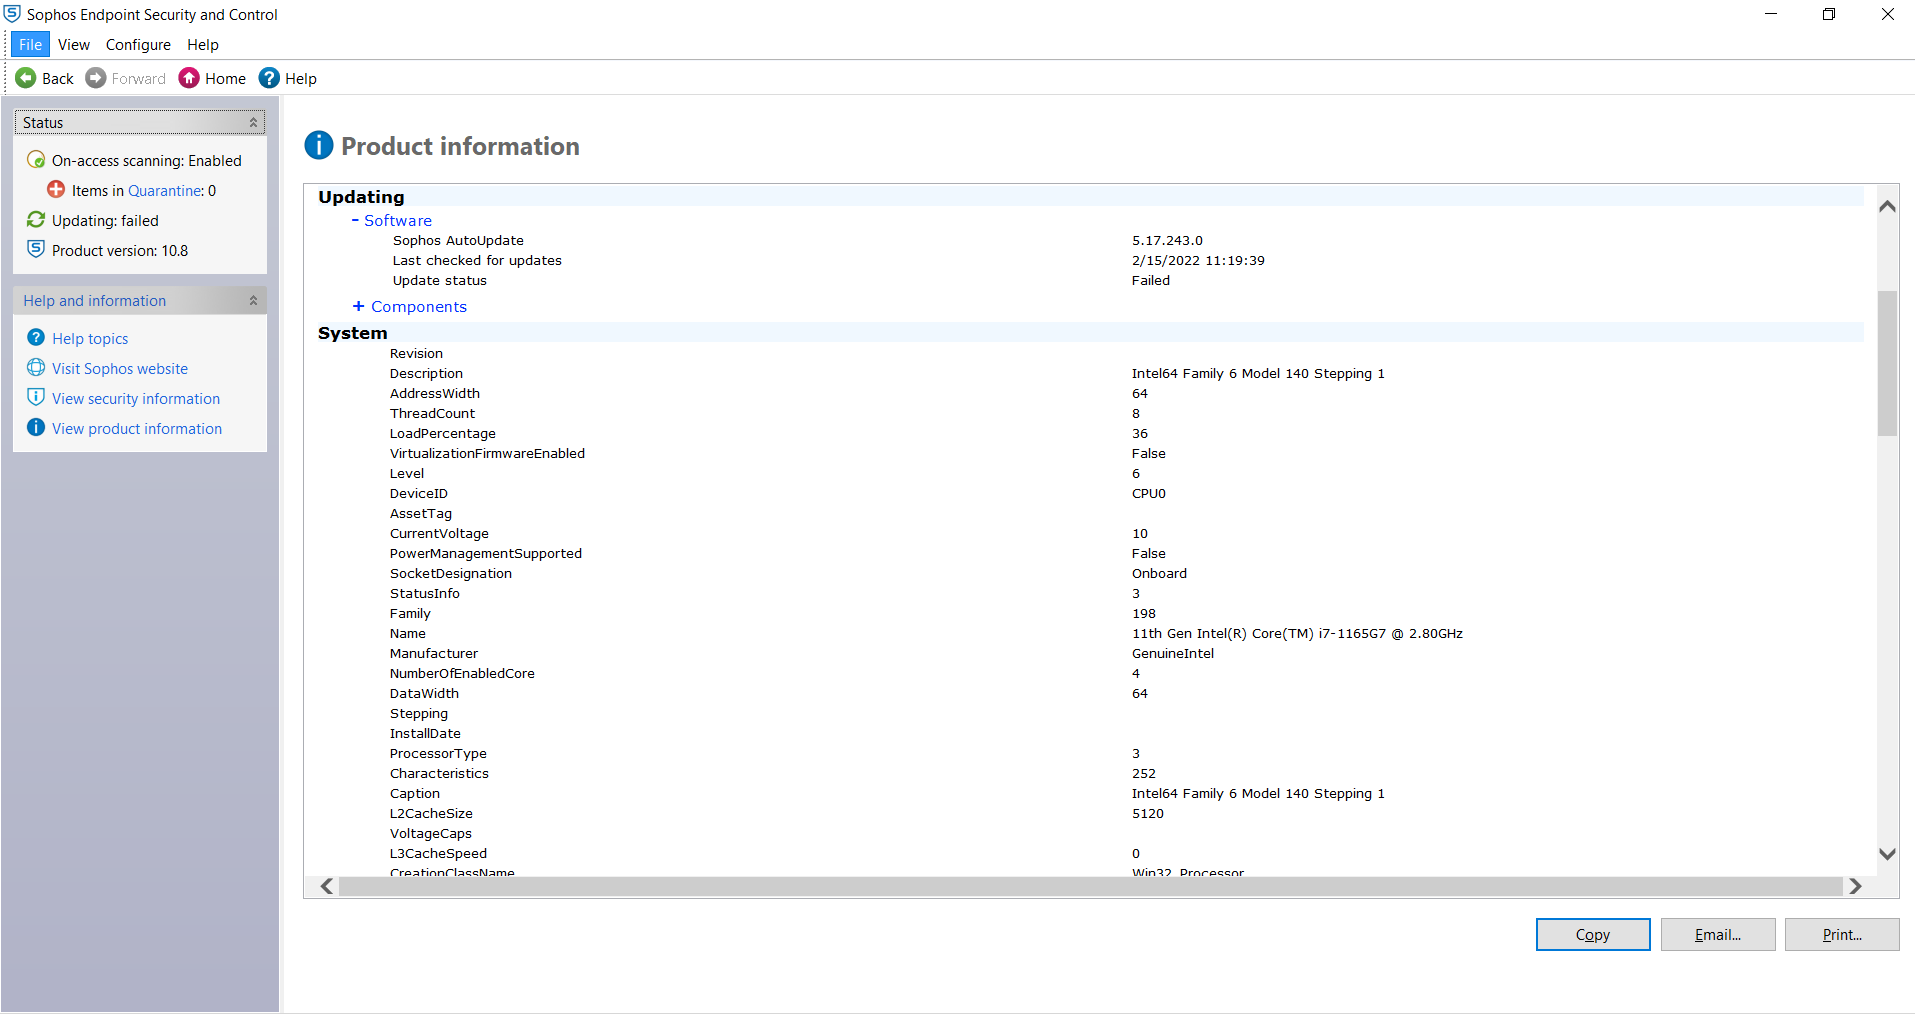 Sophos Endpoint Security and Control
File View Configure Help
Back Forward Home Help
Status
On-access scanning: Enabled
Items in Quarantine: 0
Updating: failed
Product version: 10.8
Help and information
Help topics
Visit Sophos website
View security information
View product information
Product information
Updating
- Software
Sophos AutoUpdate 5.17.243.0
Last checked for updates 2/15/2022 11:19:39
Update status Failed
+ Components
System
Revision
Description Intel64 Family 6 Model 140 Stepping 1
AddressWidth 64
ThreadCount 8
LoadPercentage 36
VirtualizationFirmwareEnabled False
Level 6
DeviceID CPU0
AssetTag
CurrentVoltage 10
PowerManagementSupported False
SocketDesignation Onboard
StatusInfo 3
Family 198
Name 11th Gen Intel(R) Core(TM) i7-1165G7 @ 2.80GHz
Manufacturer GenuineIntel
NumberOfEnabledCore 4
DataWidth 64
Stepping
InstallDate
ProcessorType 3
Characteristics 252
Caption Intel64 Family 6 Model 140 Stepping 1
L2CacheSize 5120
VoltageCaps
L3CacheSpeed 0
CreationClassName Win32_Processor
Copy Email... Print...